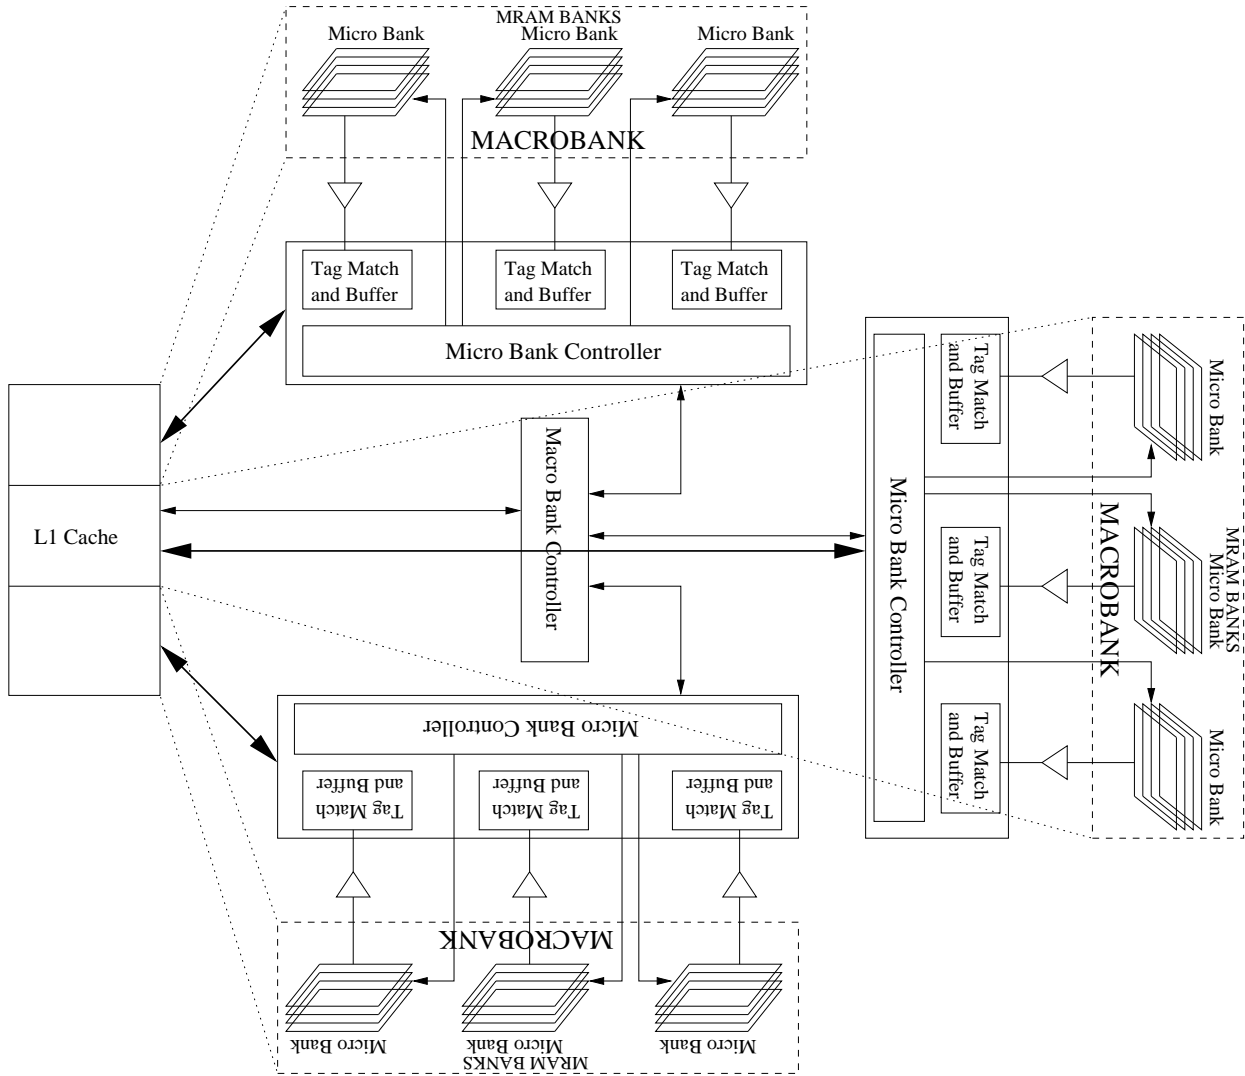 MRAM BANKS
Micro Bank
Micro Bank
Micro Bank
MACROBANK
Tag Match
and Buffer
Tag Match
and Buffer
Tag Match
and Buffer
Micro Bank Controller
L1 Cache
Macro Bank Controller
Micro Bank Controller
Tag Match
and Buffer
Tag Match
and Buffer
Tag Match
and Buffer
MACROBANK
Micro Bank
Micro Bank
Micro Bank
MRAM BANKS
Micro Bank Controller
Tag Match
and Buffer
Tag Match
and Buffer
Tag Match
and Buffer
MACROBANK
Micro Bank
Micro Bank
Micro Bank
MRAM BANKS